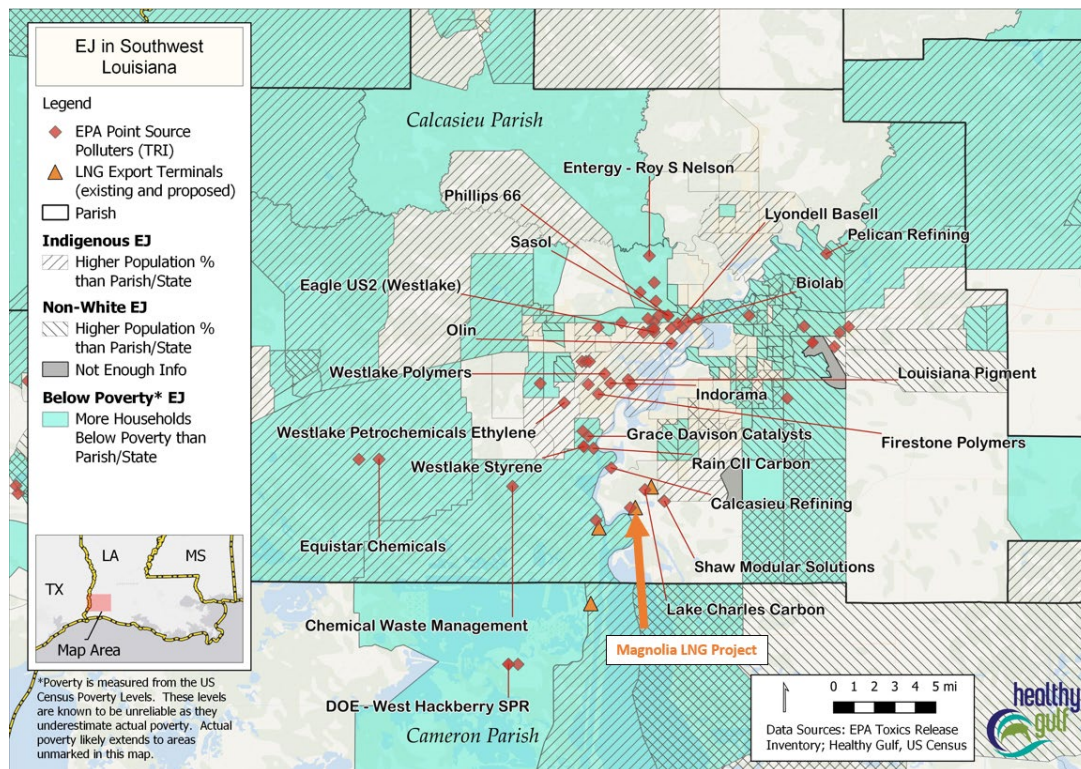 EJ in Southwest
Louisiana
Legend
EPA Point Source
Polluters (TRI)
LNG Export Terminals
(existing and proposed)
Parish
Indigenous EJ
Higher Population %
than Parish/State
Non-White EJ
Higher Population %
than Parish/State
Not Enough Info
Below Poverty* EJ
More Households
Below Poverty than
Parish/State
LA
MS
TX
Map Area
*Poverty is measured from the US
Census Poverty Levels. These levels
are known to be unreliable as they
underestimate actual poverty. Actual
poverty likely extends to areas
unmarked in this map.
Calcasieu Parish
Entergy - Roy S Nelson
Phillips 66
Lyondell Basell
Sasol
Pelican Refining
Eagle US2 (Westlake)
Biolab
Olin
Westlake Polymers
Louisiana Pigment
Indorama
Westlake Petrochemicals Ethylene
Grace Davison Catalysts
Firestone Polymers
Westlake Styrene
Rain CII Carbon
Calcasieu Refining
Equistar Chemicals
Shaw Modular Solutions
Lake Charles Carbon
Chemical Waste Management
Magnolia LNG Project
DOE - West Hackberry SPR
Cameron Parish
0 1 2 3 4 5 mi
Data Sources: EPA Toxics Release
Inventory; Healthy Gulf, US Census
healthy
gulf